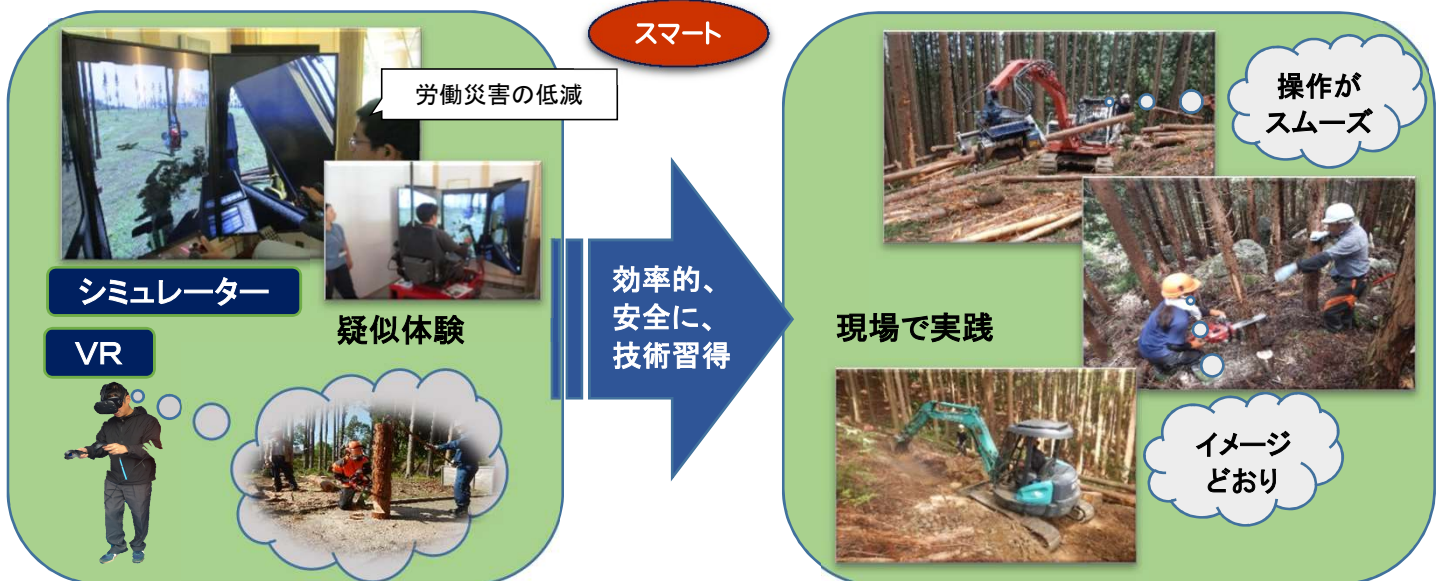 スマート
労働災害の低減
シミュレーター
疑似体験
VR
効率的、
安全に、
技術習得
操作が
スムーズ
現場で実践
イメージ
どおり